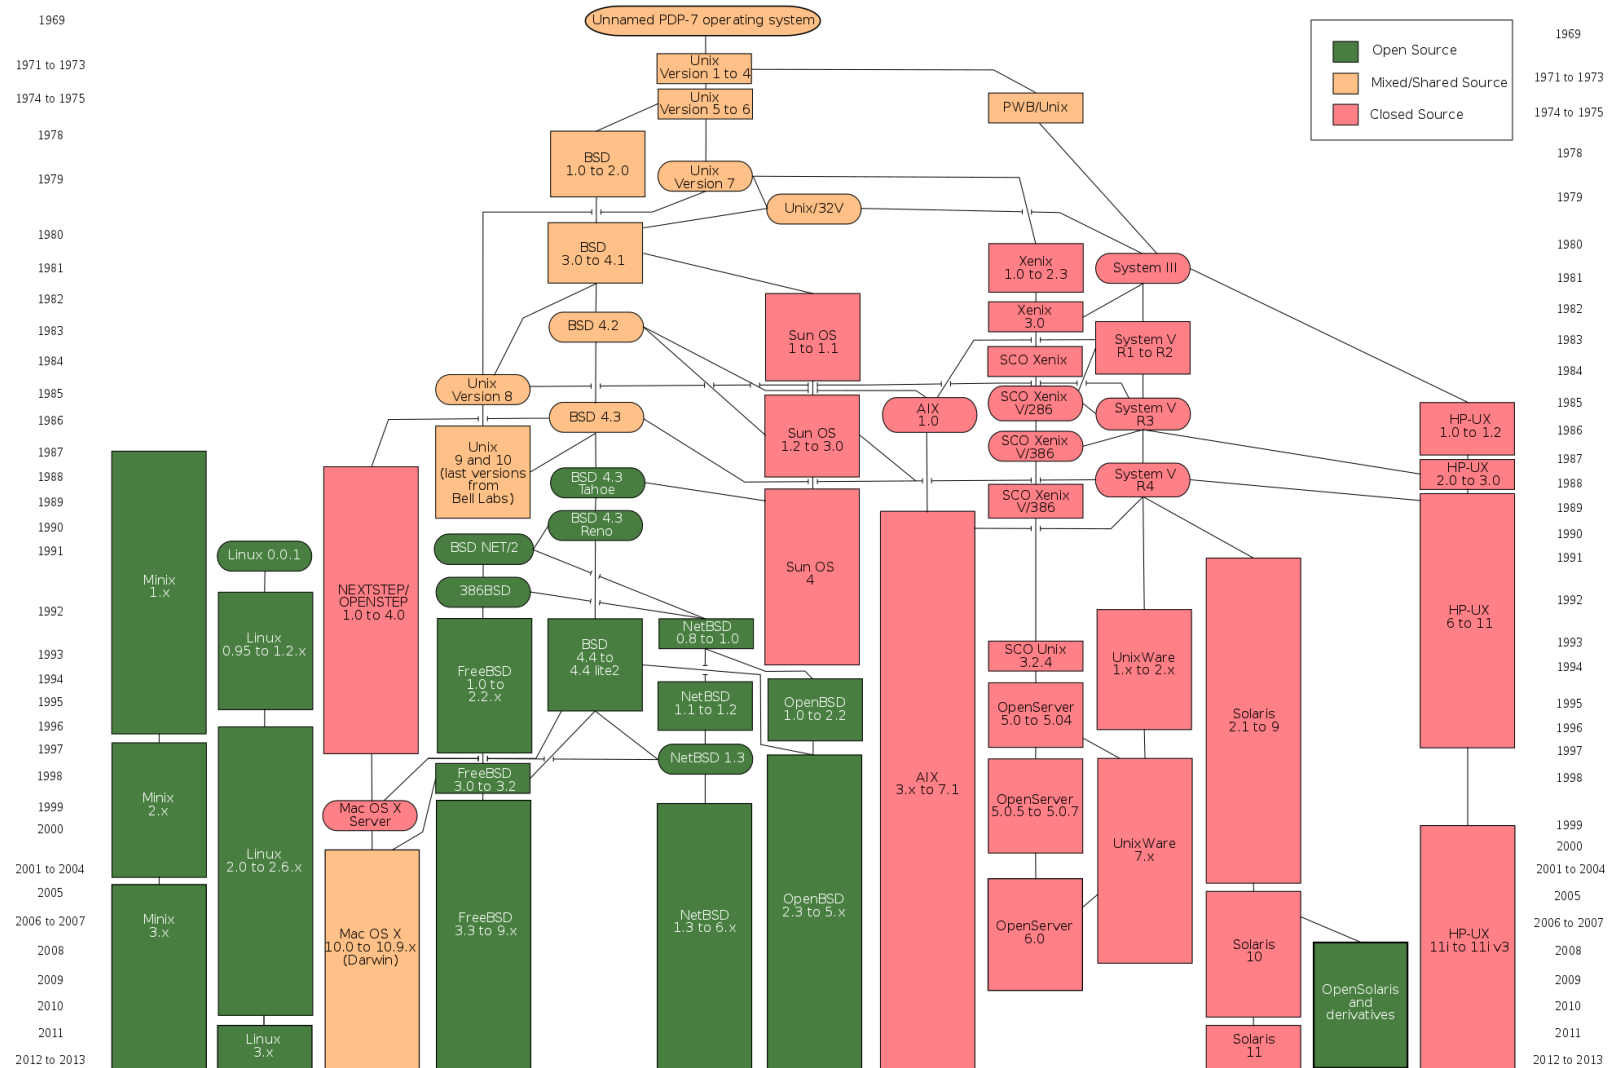 1969
1971 to 1973
1974 to 1975
1978
1979
1980
1981
1982
1983
1984
1985
1986
1987
1988
1989
1990
1991
1992
1993
1994
1995
1996
1997
1998
1999
2000
2001 to 2004
2005
2006 to 2007
2008
2009
2010
2011
2012 to 2013
Unnamed PDP-7 operating system
Unix
Version 1 to 4
Unix
Version 5 to 6
PWB/Unix
BSD
1.0 to 2.0
Unix
Version 7
Unix/32V
BSD
3.0 to 4.1
Xenix
1.0 to 2.3
System III
Xenix
3.0
BSD 4.2
Sun OS
1 to 1.1
System V
R1 to R2
SCO Xenix
Unix
Version 8
SCO Xenix
V/286
AIX
1.0
System V
R3
BSD 4.3
Sun OS
1.2 to 3.0
HP-UX
1.0 to 1.2
SCO Xenix
V/386
Unix
9 and 10
(last versions
from
Bell Labs)
HP-UX
2.0 to 3.0
BSD 4.3
Tahoe
System V
R4
SCO Xenix
V/386
BSD 4.3
Reno
BSD NET/2
Linux 0.0.1
Minix
1.x
Sun OS
4
386BSD
NEXTSTEP/
OPENSTEP
1.0 to 4.0
HP-UX
6 to 11
NetBSD
0.8 to 1.0
Linux
0.95 to 1.2.x
BSD
4.4 to
4.4 lite2
SCO Unix
3.2.4
UnixWare
1.x to 2.x
FreeBSD
1.0 to
2.2.x
NetBSD
1.1 to 1.2
OpenBSD
1.0 to 2.2
OpenServer
5.0 to 5.04
Solaris
2.1 to 9
NetBSD 1.3
FreeBSD
3.0 to 3.2
AIX
3.x to 7.1
Minix
2.x
OpenServer
5.0.5 to 5.0.7
Mac OS X
Server
UnixWare
7.x
Linux
2.0 to 2.6.x
OpenBSD
2.3 to 5.x
Minix
3.x
FreeBSD
3.3 to 9.x
NetBSD
1.3 to 6.x
OpenServer
6.0
Mac OS X
10.0 to 10.9.x
(Darwin)
HP-UX
11i to 11i v3
Solaris
10
OpenSolaris
and
derivatives
Linux
3.x
Solaris
11
Open Source
Mixed/Shared Source
Closed Source
1969
1971 to 1973
1974 to 1975
1978
1979
1980
1981
1982
1983
1984
1985
1986
1987
1988
1989
1990
1991
1992
1993
1994
1995
1996
1997
1998
1999
2000
2001 to 2004
2005
2006 to 2007
2008
2009
2010
2011
2012 to 2013